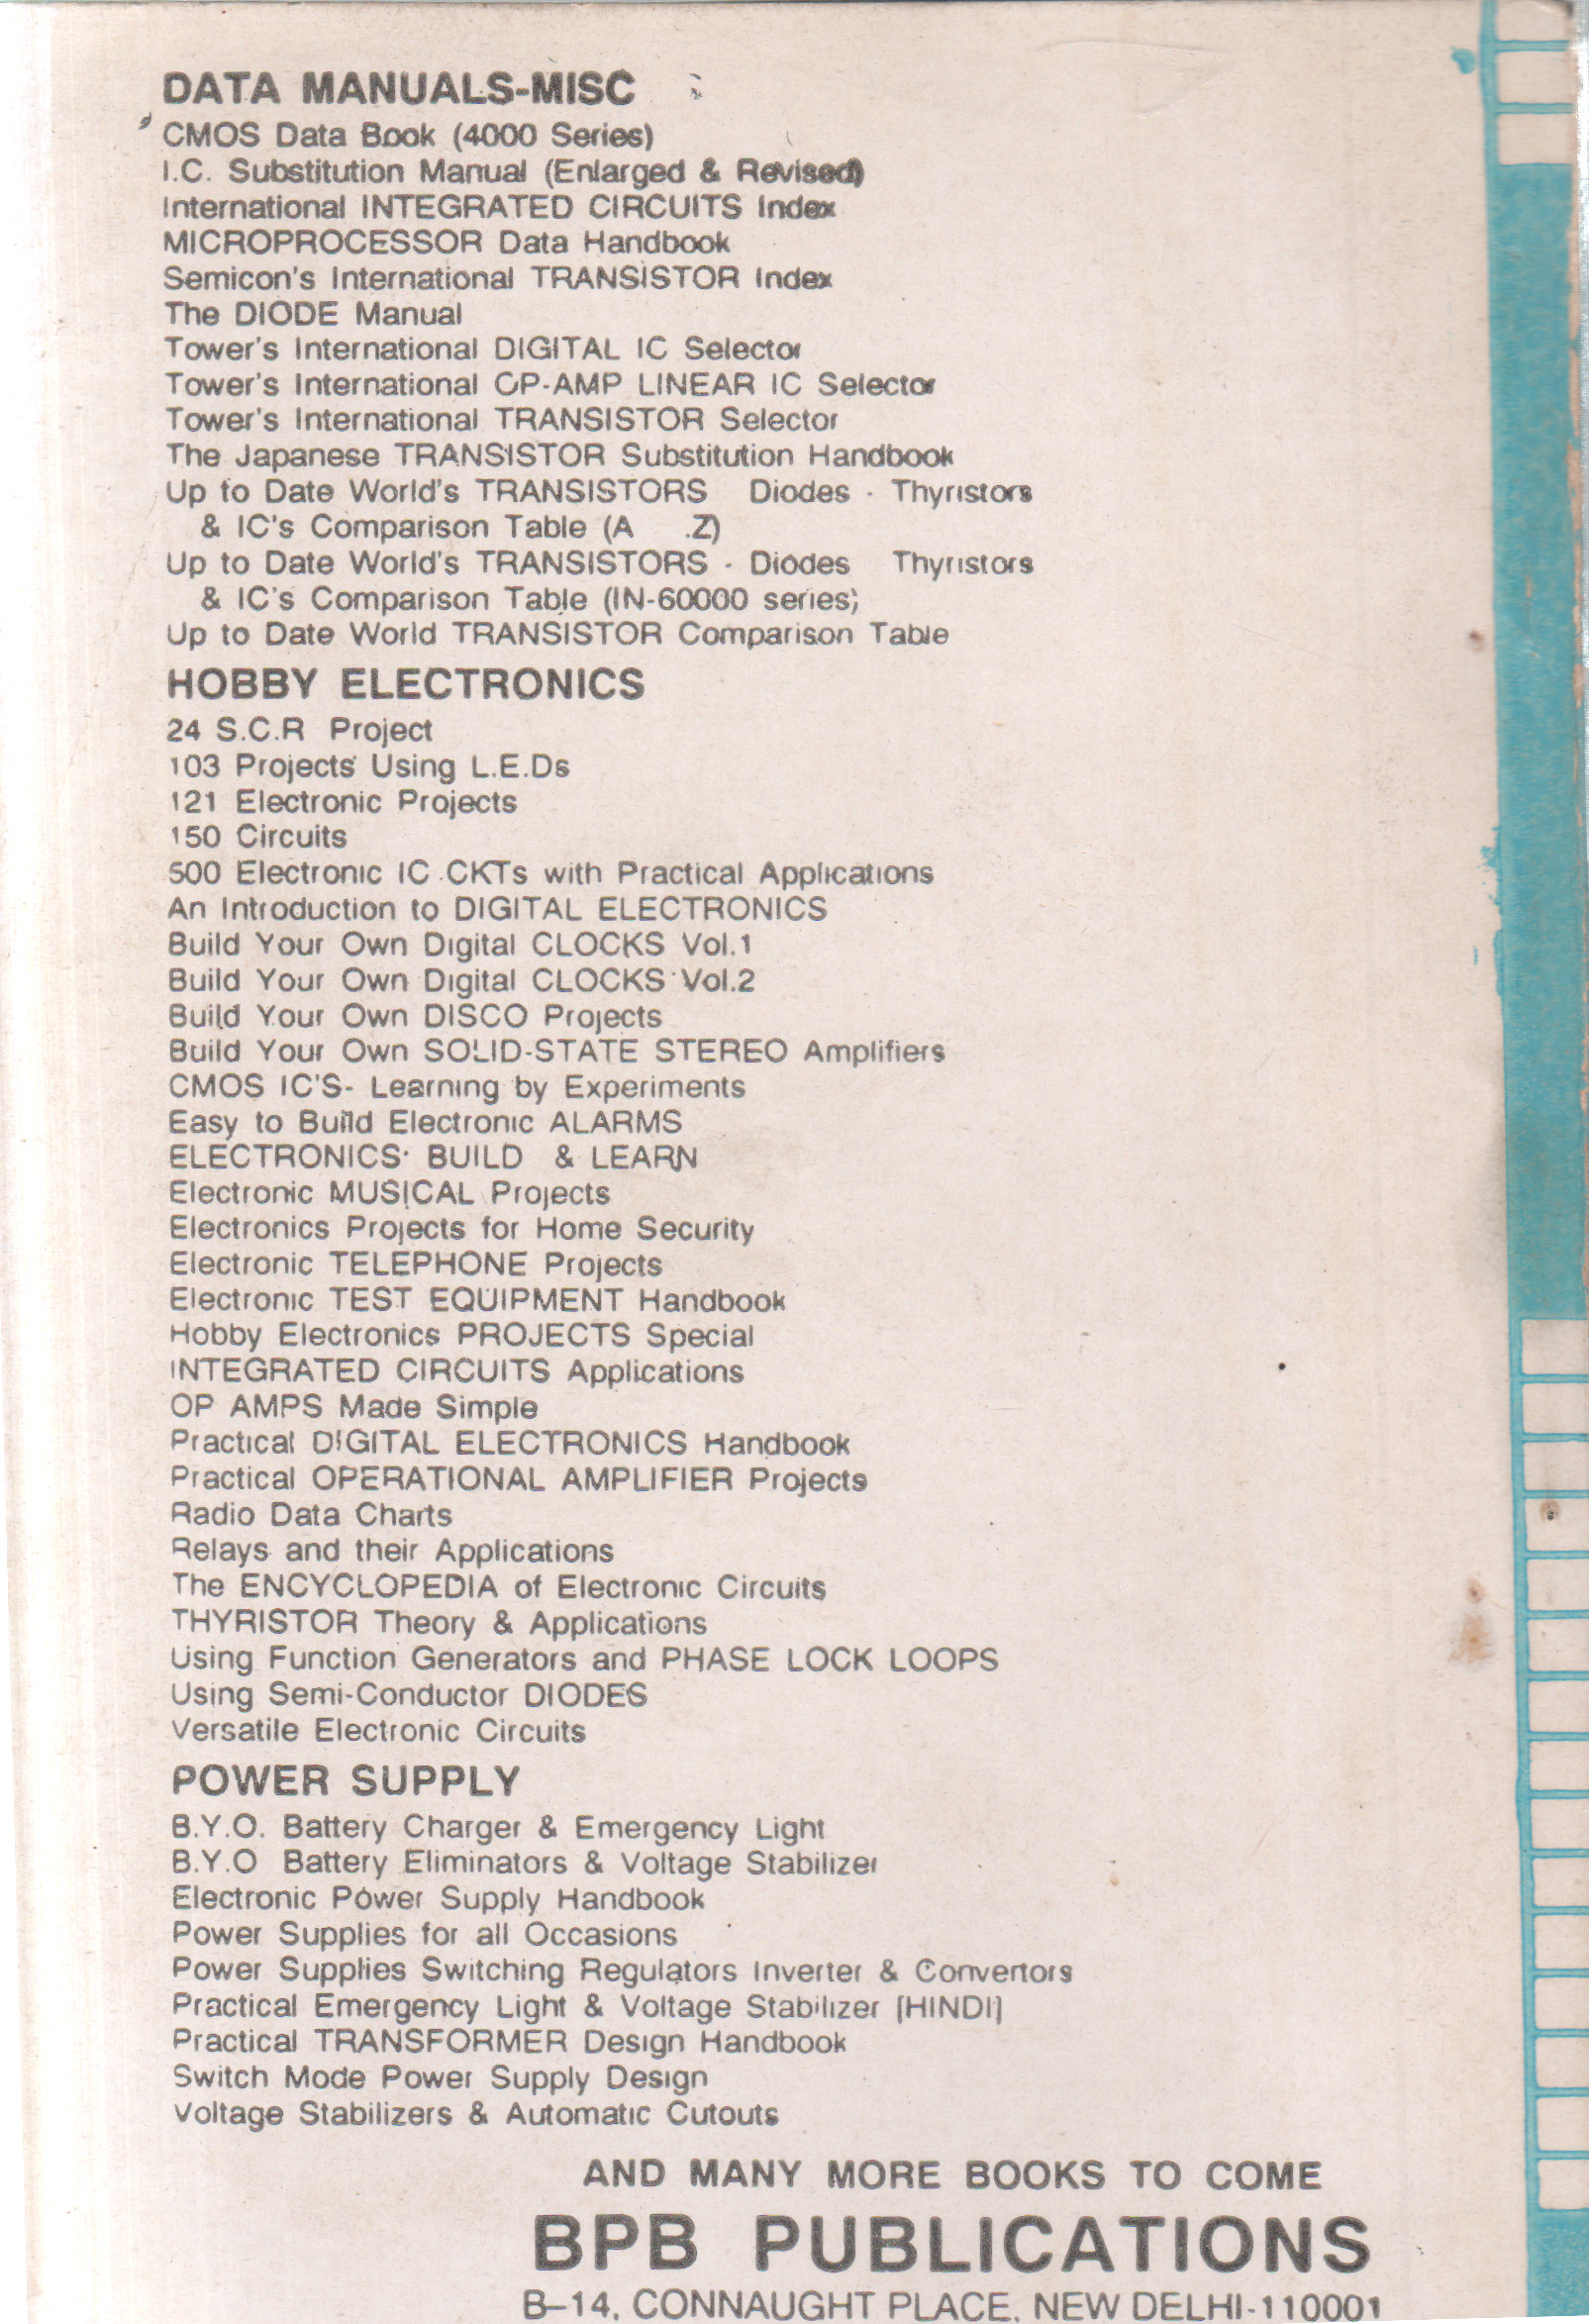 DATA MANUALS-MISC
CMOS Data Book (4000 Series)
I.C. Substitution Manual (Enlarged & Revised)
International INTEGRATED CIRCUITS Index
MICROPROCESSOR Data Handbook
Semicon's International TRANSISTOR Index
The DIODE Manual
Tower's International DIGITAL IC Selector
Tower's International OP-AMP LINEAR IC Selector
Tower's International TRANSISTOR Selector
The Japanese TRANSISTOR Substitution Handbook
Up to Date World's TRANSISTORS Diodes - Thyristors
& IC's Comparison Table (A .Z)
Up to Date World's TRANSISTORS - Diodes Thyristors
& IC's Comparison Table (IN-60000 series)
Up to Date World TRANSISTOR Comparison Table
HOBBY ELECTRONICS
24 S.C.R Project
103 Projects Using L.E.Ds
121 Electronic Projects
150 Circuits
500 Electronic IC CKTs with Practical Applications
An Introduction to DIGITAL ELECTRONICS
Build Your Own Digital CLOCKS Vol.1
Build Your Own Digital CLOCKS Vol.2
Build Your Own DISCO Projects
Build Your Own SOLID-STATE STEREO Amplifiers
CMOS IC'S- Learning by Experiments
Easy to Build Electronic ALARMS
ELECTRONICS· BUILD & LEARN
Electronic MUSICAL Projects
Electronics Projects for Home Security
Electronic TELEPHONE Projects
Electronic TEST EQUIPMENT Handbook
Hobby Electronics PROJECTS Special
INTEGRATED CIRCUITS Applications
OP AMPS Made Simple
Practical DIGITAL ELECTRONICS Handbook
Practical OPERATIONAL AMPLIFIER Projects
Radio Data Charts
Relays and their Applications
The ENCYCLOPEDIA of Electronic Circuits
THYRISTOR Theory & Applications
Using Function Generators and PHASE LOCK LOOPS
Using Semi-Conductor DIODES
Versatile Electronic Circuits
POWER SUPPLY
B.Y.O. Battery Charger & Emergency Light
B.Y.O Battery Eliminators & Voltage Stabilizer
Electronic Power Supply Handbook
Power Supplies for all Occasions
Power Supplies Switching Regulators Inverter & Convertors
Practical Emergency Light & Voltage Stabilizer [HINDI]
Practical TRANSFORMER Design Handbook
Switch Mode Power Supply Design
Voltage Stabilizers & Automatic Cutouts
AND MANY MORE BOOKS TO COME
BPB PUBLICATIONS
B–14, CONNAUGHT PLACE, NEW DELHI-110001